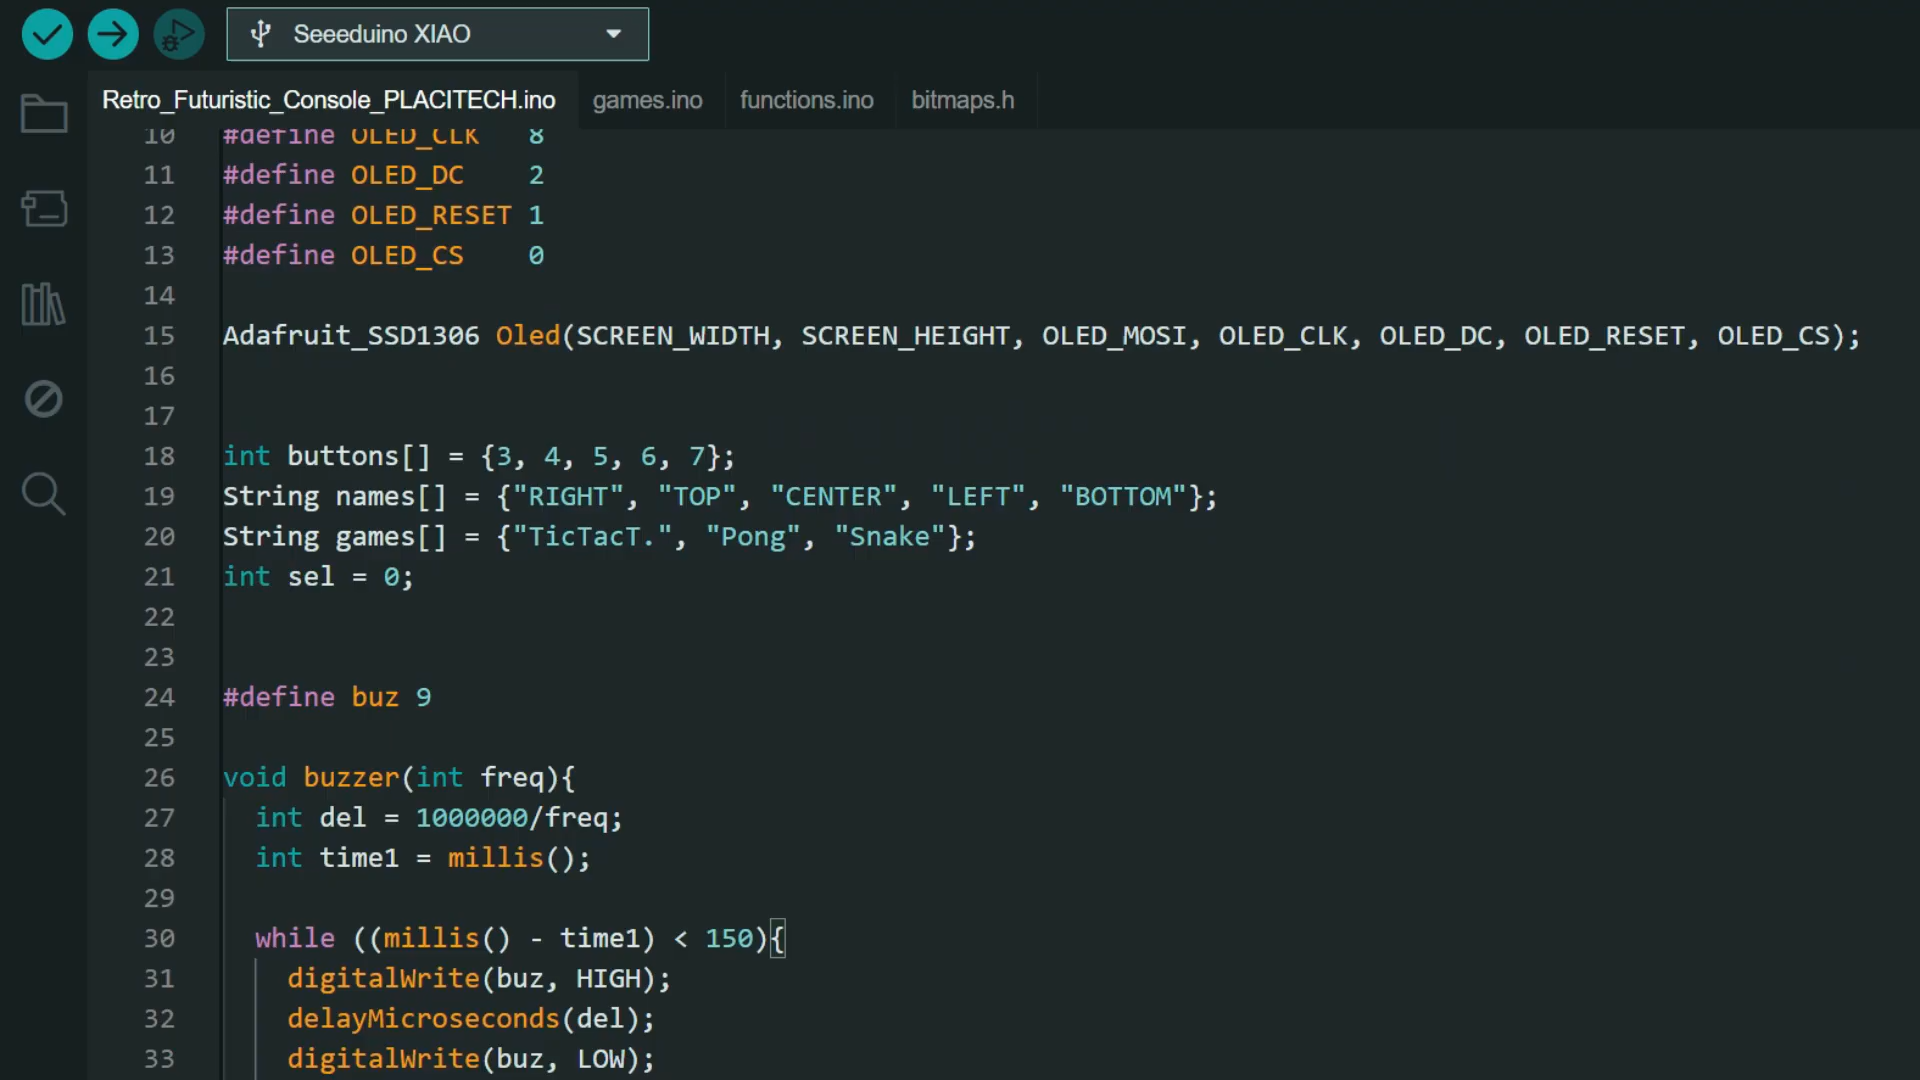 Seeeduino XIAO
Retro_Futuristic_Console_PLACITECH.ino games.ino functions.ino bitmaps.h
10 #define OLED_CLK 8
11 #define OLED_DC 2
12 #define OLED_RESET 1
13 #define OLED_CS 0
14
15 Adafruit_SSD1306 Oled(SCREEN_WIDTH, SCREEN_HEIGHT, OLED_MOSI, OLED_CLK, OLED_DC, OLED_RESET, OLED_CS);
16
17
18 int buttons[] = {3, 4, 5, 6, 7};
19 String names[] = {"RIGHT", "TOP", "CENTER", "LEFT", "BOTTOM"};
20 String games[] = {"TicTacT.", "Pong", "Snake"};
21 int sel = 0;
22
23
24 #define buz 9
25
26 void buzzer(int freq){
27 int del = 1000000/freq;
28 int time1 = millis();
29
30 while ((millis() - time1) < 150){
31 digitalWrite(buz, HIGH);
32 delayMicroseconds(del);
33 digitalWrite(buz, LOW);